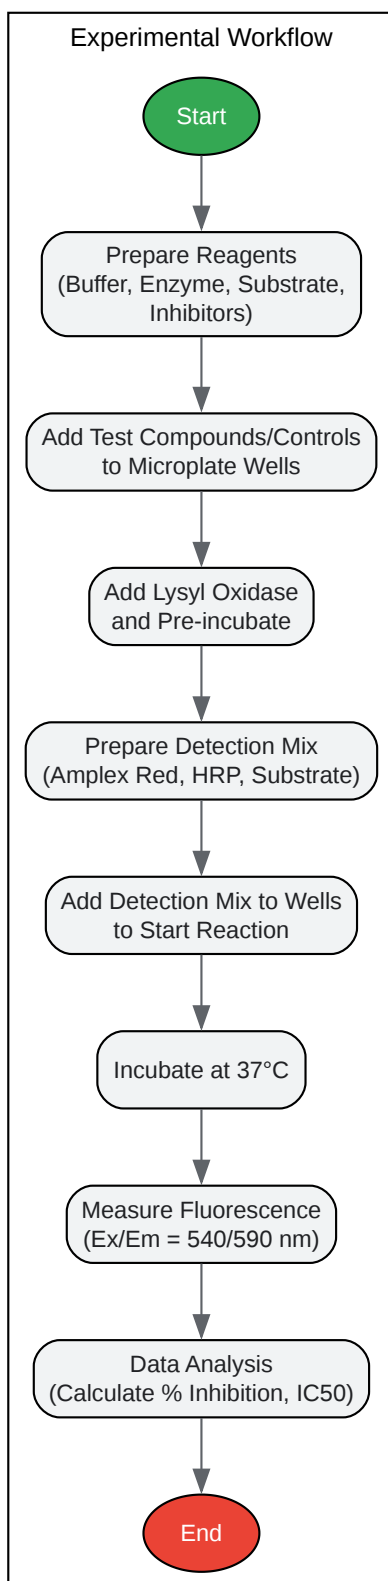 Experimental Workflow
Start
Prepare Reagents
(Buffer, Enzyme, Substrate,
Inhibitors)
Add Test Compounds/Controls
to Microplate Wells
Add Lysyl Oxidase
and Pre-incubate
Prepare Detection Mix
(Amplex Red, HRP, Substrate)
Add Detection Mix to Wells
to Start Reaction
Incubate at 37°C
Measure Fluorescence
(Ex/Em = 540/590 nm)
Data Analysis
(Calculate % Inhibition, IC50)
End